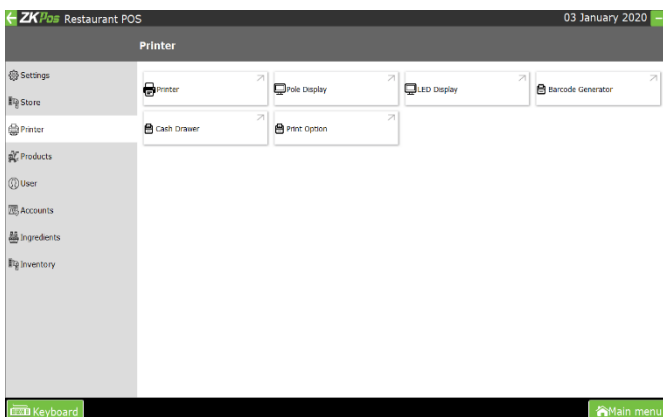 ZKPos Restaurant POS 03 January 2020
Printer
Settings
Store
Printer
Products
User
Accounts
Ingredients
Inventory
Printer Pole Display LED Display Barcode Generator
Cash Drawer Print Option
Keyboard Main menu